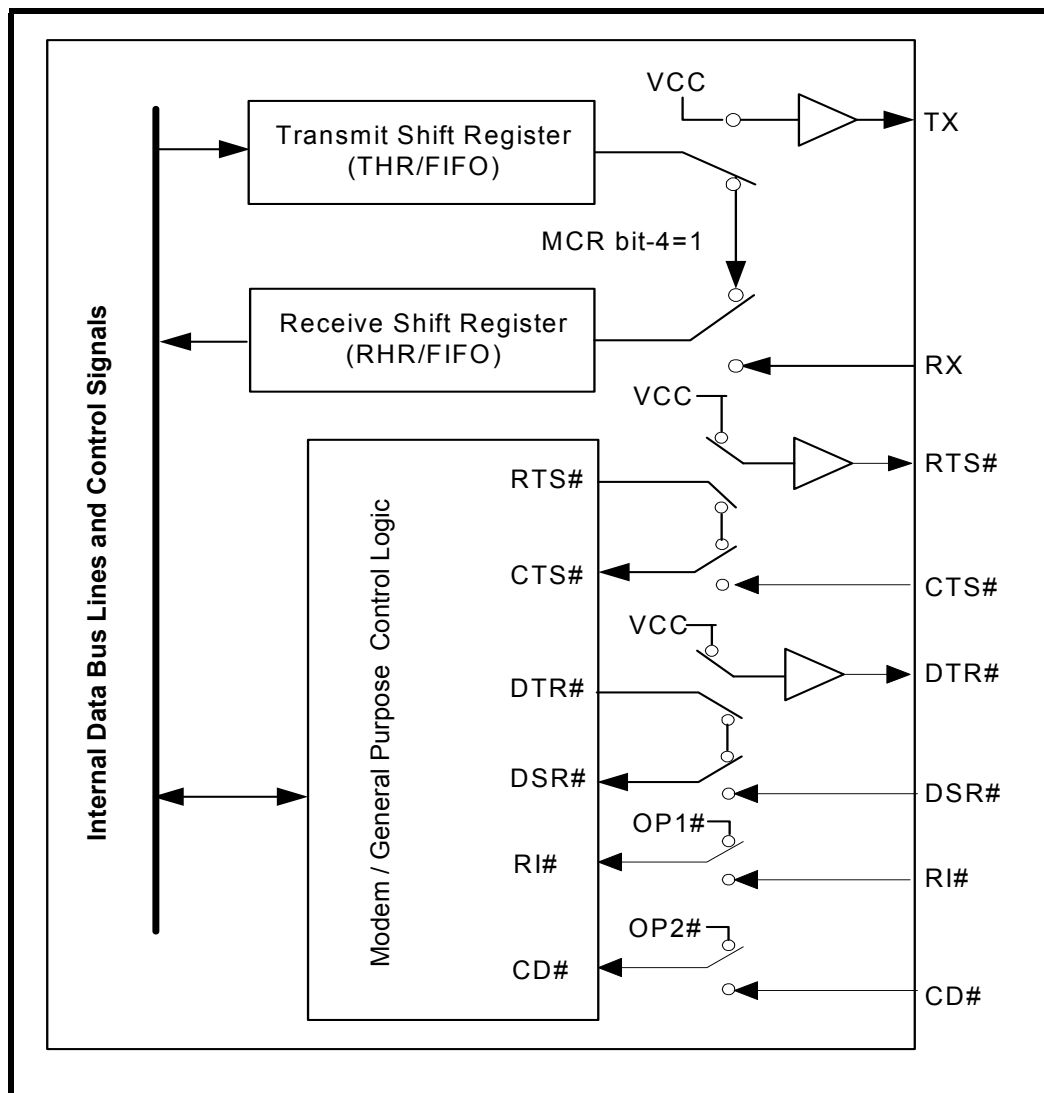 VCC
TX
Transmit Shift Register
(THR/FIFO)
MCR bit-4=1
Receive Shift Register
(RHR/FIFO)
RX
Internal Data Bus Lines and Control Signals
VCC
RTS#
RTS#
CTS#
CTS#
Modem / General Purpose Control Logic
VCC
DTR#
DTR#
DSR#
DSR#
OP1#
RI#
RI#
OP2#
CD#
CD#